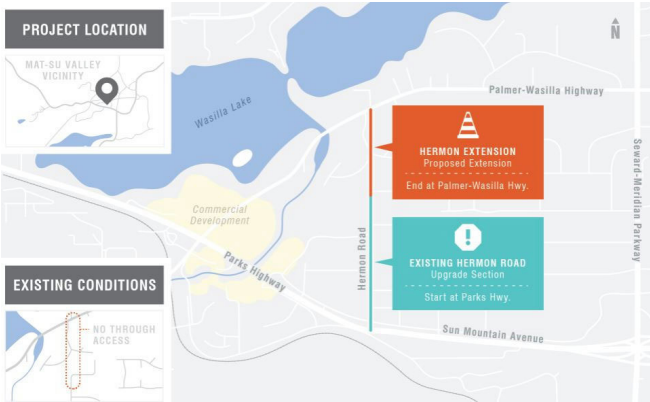 PROJECT LOCATION
MAT-SU VALLEY
VICINITY
N
Palmer-Wasilla Highway
Wasilla Lake
HERMON EXTENSION
Proposed Extension
End at Palmer-Wasilla Hwy.
Seward-Meridian Parkway
Commercial
Development
Parks Highway
Hermon Road
EXISTING HERMON ROAD
Upgrade Section
Start at Parks Hwy.
Sun Mountain Avenue
EXISTING CONDITIONS
NO THROUGH
ACCESS